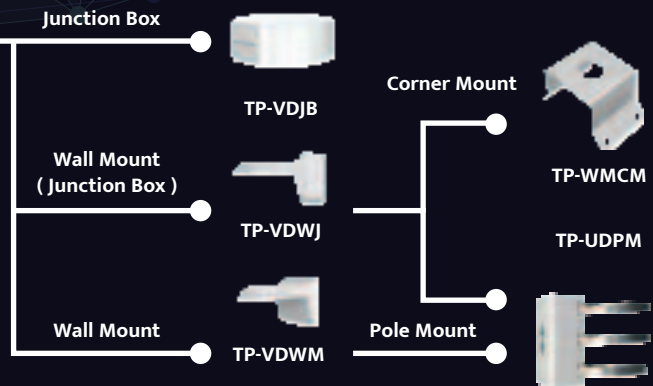 Junction Box
TP-VDJB
Wall Mount
( Junction Box )
TP-VDWJ
Wall Mount
TP-VDWM
Corner Mount
TP-WMCM
TP-UDPM
Pole Mount